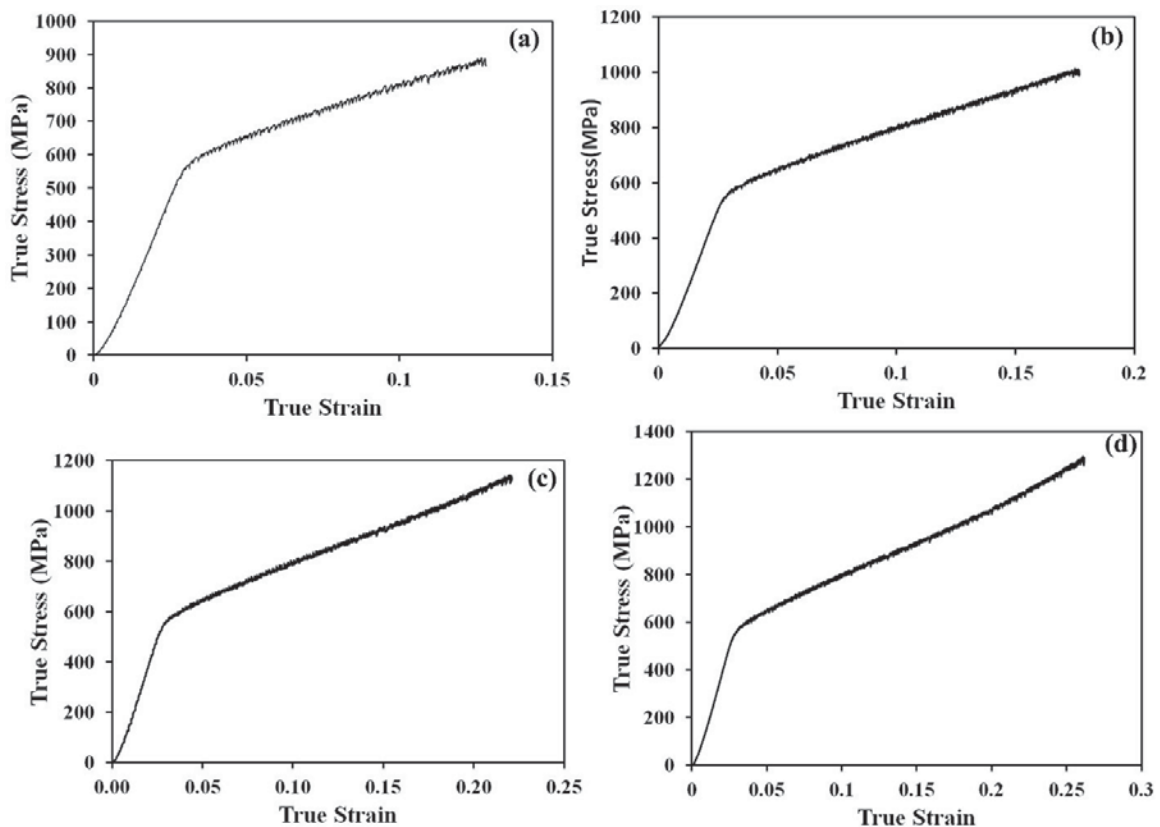 (a)
1000
900
800
700
600
500
400
300
200
100
0
True Stress (MPa)
0 0.05 0.1 0.15
True Strain
(b)
1200
1000
800
600
400
200
0
True Stress(MPa)
0 0.05 0.1 0.15 0.2
True Strain
(c)
1200
1000
800
600
400
200
0
True Stress (MPa)
0.00 0.05 0.10 0.15 0.20 0.25
True Strain
(d)
1400
1200
1000
800
600
400
200
0
True Stress (MPa)
0 0.05 0.1 0.15 0.2 0.25 0.3
True Strain